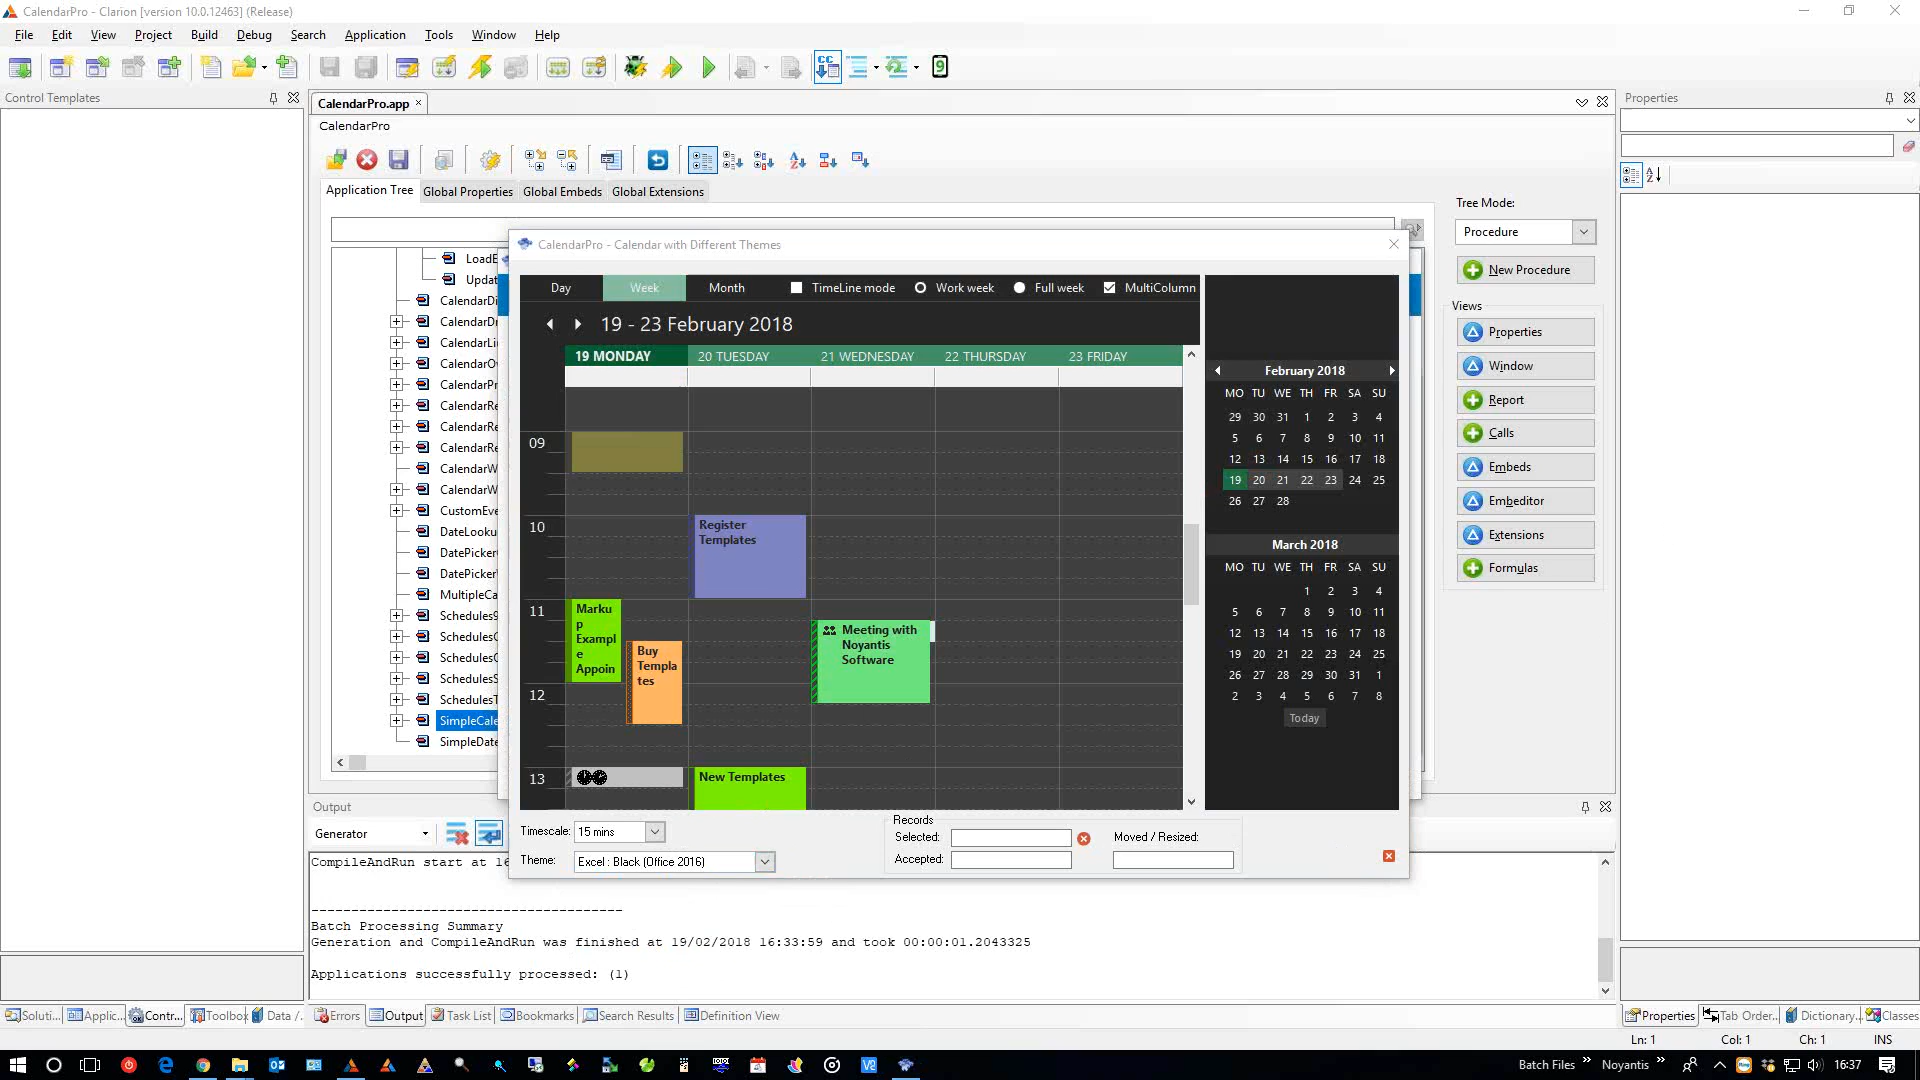 CalendarPro - Clarion [version 10.0.12463] (Release)
File Edit View Project Build Debug Search Application Tools Window Help
Control Templates
CalendarPro.app
Properties
CalendarPro
Application Tree Global Properties Global Embeds Global Extensions
Tree Mode:
Procedure
New Procedure
Views
Properties
Window
Report
Calls
Embeds
Embeditor
Extensions
Formulas
LoadE
Updat
CalendarDi
CalendarDr
CalendarLi
CalendarO
CalendarPr
CalendarRe
CalendarRe
CalendarRe
CalendarW
CalendarW
CustomEve
DateLooku
DatePicker
DatePicker
MultipleCa
Schedules9
SchedulesC
SchedulesC
SchedulesS
SchedulesT
SimpleCale
SimpleDate
CalendarPro - Calendar with Different Themes
Day Week Month TimeLine mode Work week Full week MultiColumn
19 - 23 February 2018
19 MONDAY 20 TUESDAY 21 WEDNESDAY 22 THURSDAY 23 FRIDAY
09
10
11
12
13
Register
Templates
Marku
p
Exampl
e
Appoin
Buy
Templa
tes
Meeting with
Noyantis
Software
New Templates
February 2018
MO TU WE TH FR SA SU
29 30 31 1 2 3 4
5 6 7 8 9 10 11
12 13 14 15 16 17 18
19 20 21 22 23 24 25
26 27 28
March 2018
MO TU WE TH FR SA SU
1 2 3 4
5 6 7 8 9 10 11
12 13 14 15 16 17 18
19 20 21 22 23 24 25
26 27 28 29 30 31 1
2 3 4 5 6 7 8
Today
Timescale: 15 mins
Theme: Excel : Black (Office 2016)
Records
Selected:
Accepted:
Moved / Resized:
Output
Generator
CompileAndRun start at 16
---------------------------------------
Batch Processing Summary
Generation and CompileAndRun was finished at 19/02/2018 16:33:59 and took 00:00:01.2043325
Applications successfully processed: (1)
Soluti... Applic... Contr... Toolbox Data /... Errors Output Task List Bookmarks Search Results Definition View Properties Tab Order... Dictionary... Classes
Ln: 1 Col: 1 Ch: 1 INS
Batch Files Noyantis 16:37